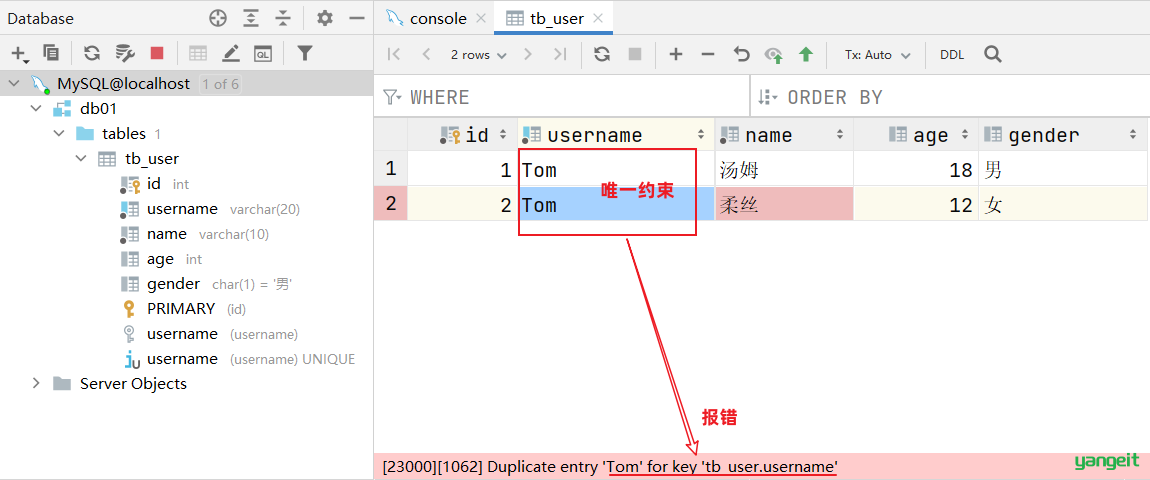 Database
MySQL@localhost 1 of 6
db01
tables 1
tb_user
id int
username varchar(20)
name varchar(10)
age int
gender char(1) = '男'
PRIMARY (id)
username (username)
username (username) UNIQUE
Server Objects
console
tb_user
2 rows
Tx: Auto
DDL
WHERE
ORDER BY
id username name age gender
1 1 Tom 汤姆 18 男
唯一约束
2 2 Tom 柔丝 12 女
报错
[23000][1062] Duplicate entry 'Tom' for key 'tb_user.username'
yangeit